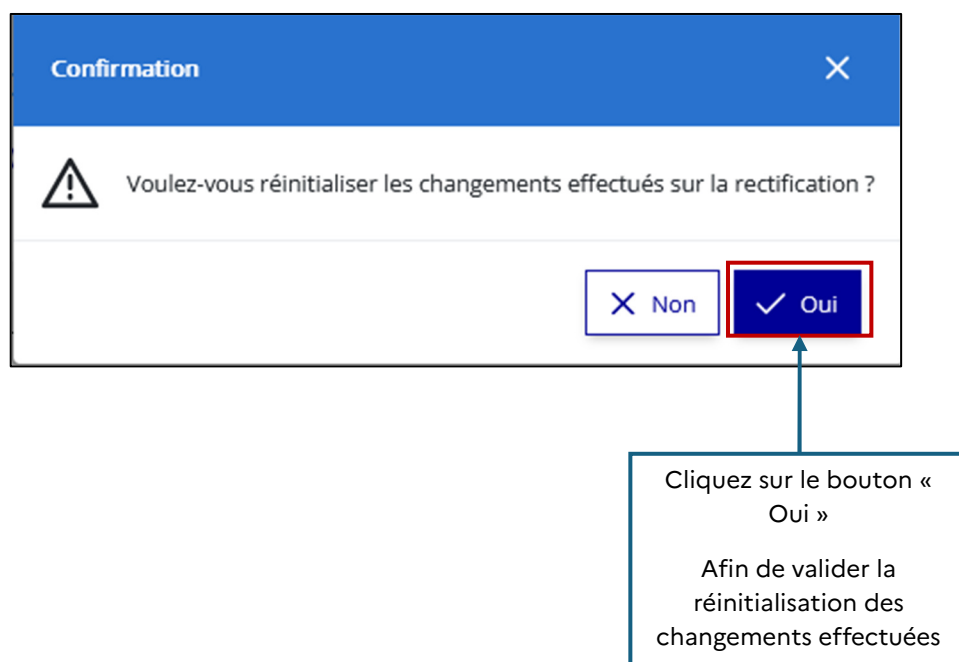 Confirmation
Voulez-vous réinitialiser les changements effectués sur la rectification ?
Non
Oui
Cliquez sur le bouton «
Oui »
Afin de valider la
réinitialisation des
changements effectuées